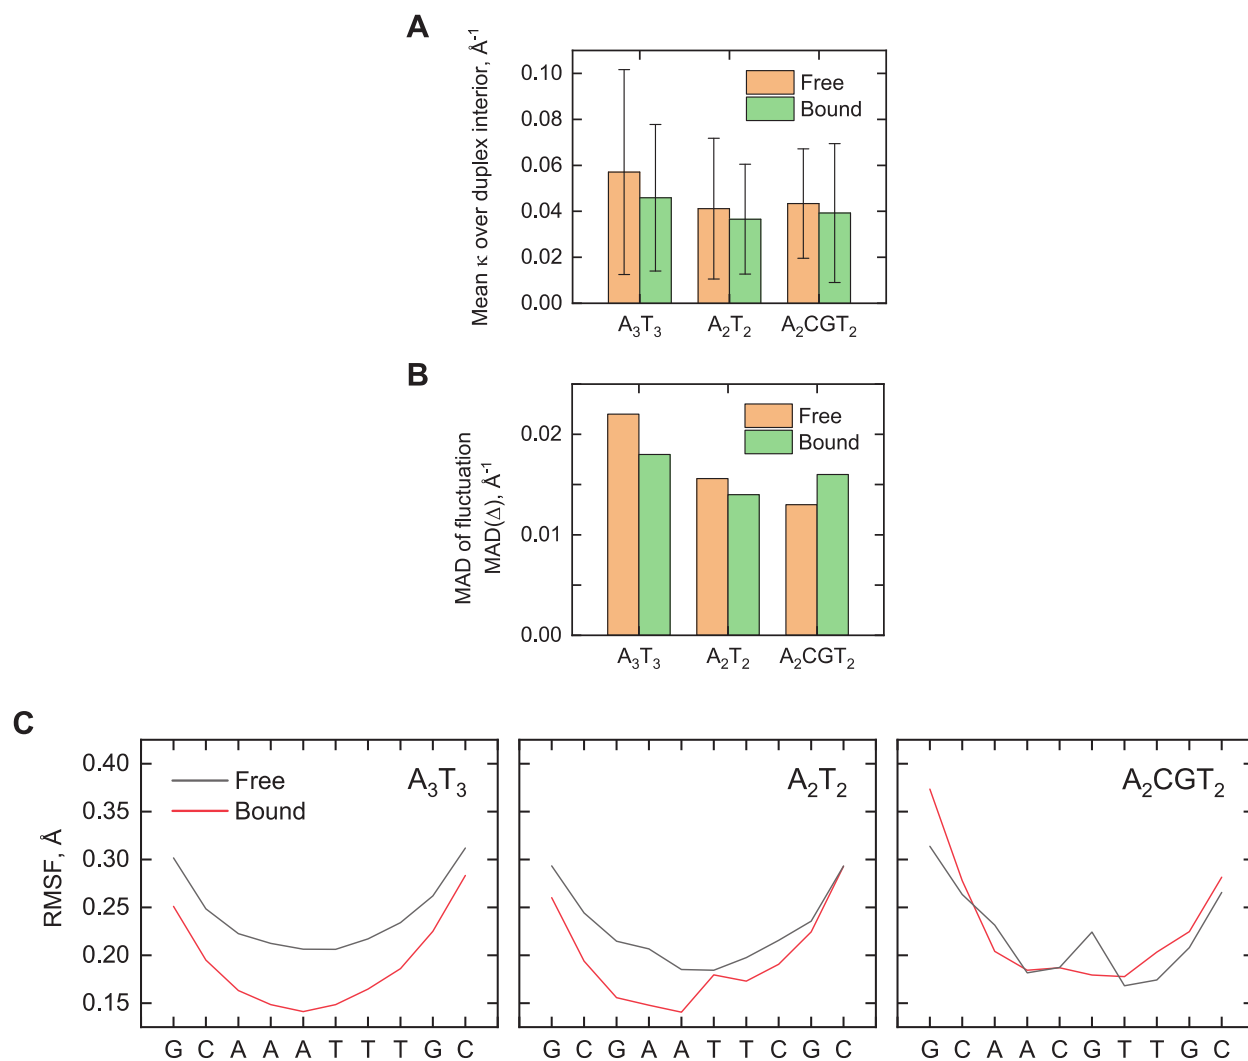 A
Mean κ over duplex interior, Å⁻¹
0.10
0.08
0.06
0.04
0.02
0.00
Free
Bound
A₃T₃ A₂T₂ A₂CGT₂
B
MAD of fluctuation
MAD(Δ), Å⁻¹
0.02
0.01
0.00
Free
Bound
A₃T₃ A₂T₂ A₂CGT₂
C
RMSF, Å
0.40
0.35
0.30
0.25
0.20
0.15
Free
Bound
A₃T₃
A₂T₂
A₂CGT₂
G C A A A T T T G C
G C G A A T T C G C
G C A A C G T T G C